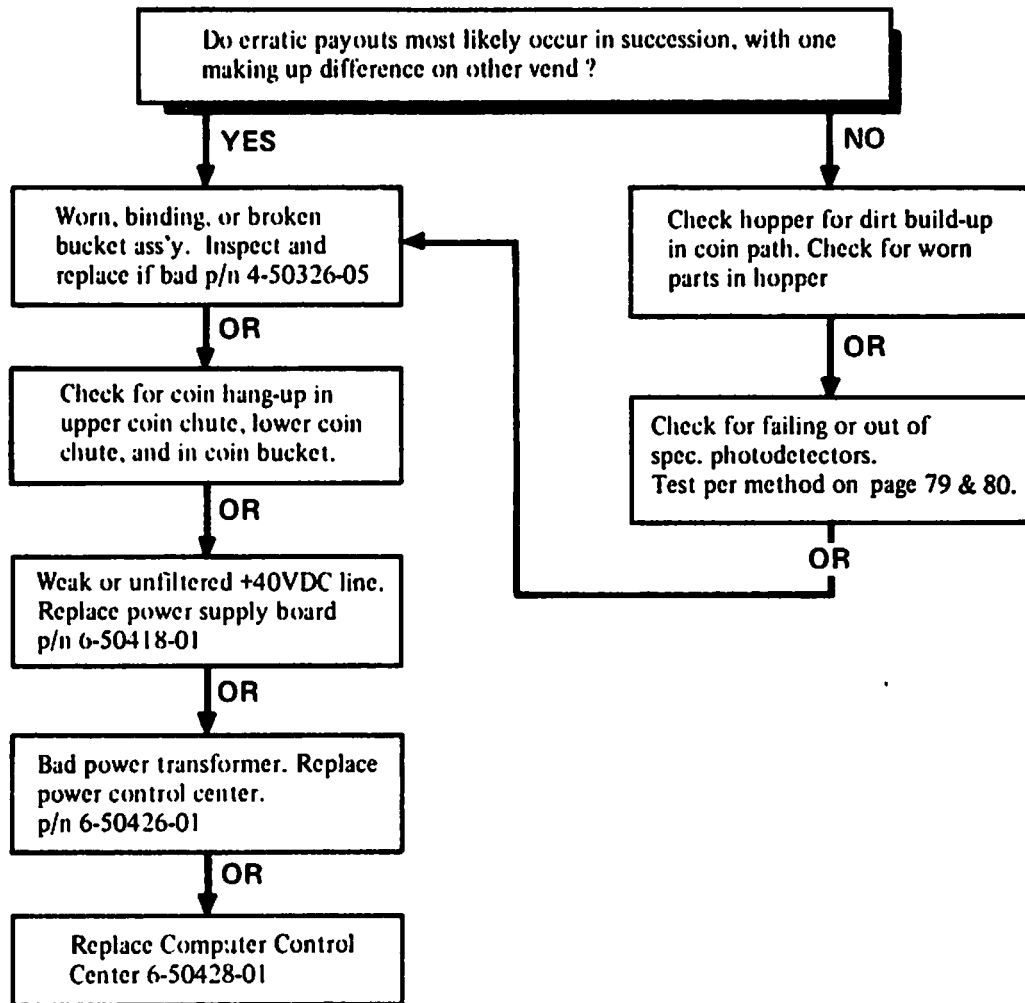 Do erratic payouts most likely occur in succession, with one
making up difference on other vend ?
YES
NO
Worn, binding, or broken
bucket ass'y. Inspect and
replace if bad p/n 4-50326-05
Check hopper for dirt build-up
in coin path. Check for worn
parts in hopper
OR
OR
Check for coin hang-up in
upper coin chute, lower coin
chute, and in coin bucket.
Check for failing or out of
spec. photodetectors.
Test per method on page 79 & 80.
OR
OR
Weak or unfiltered +40VDC line.
Replace power supply board
p/n 6-50418-01
OR
Bad power transformer. Replace
power control center.
p/n 6-50426-01
OR
Replace Computer Control
Center 6-50428-01